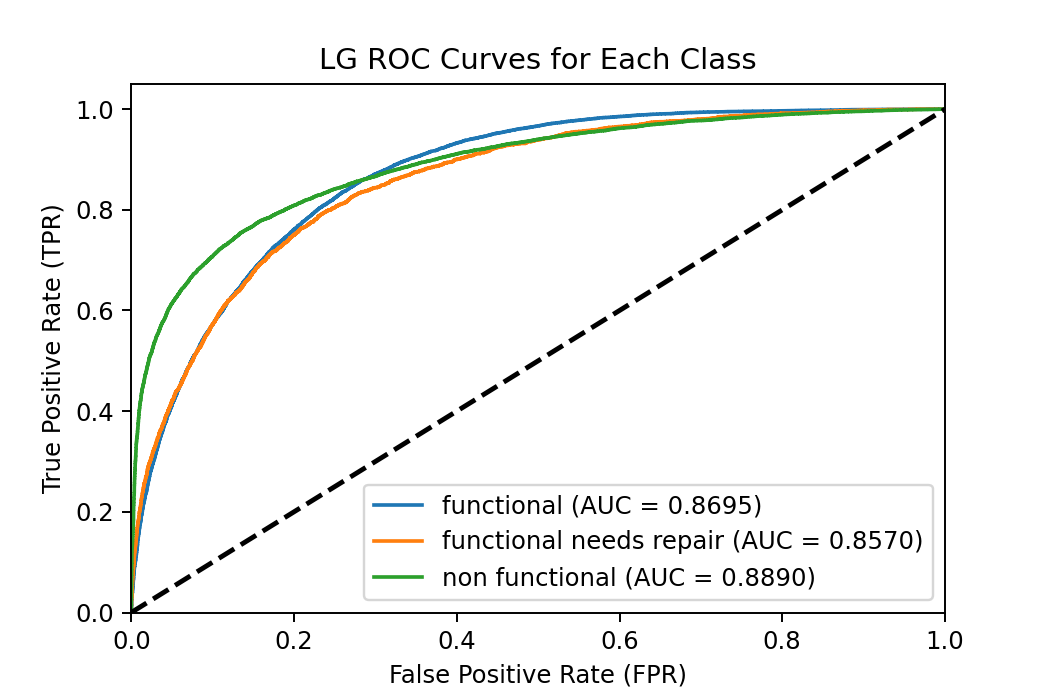 LG ROC Curves for Each Class
True Positive Rate (TPR)
1.0
0.8
0.6
0.4
0.2
0.0
functional (AUC = 0.8695)
functional needs repair (AUC = 0.8570)
non functional (AUC = 0.8890)
0.0 0.2 0.4 0.6 0.8 1.0
False Positive Rate (FPR)